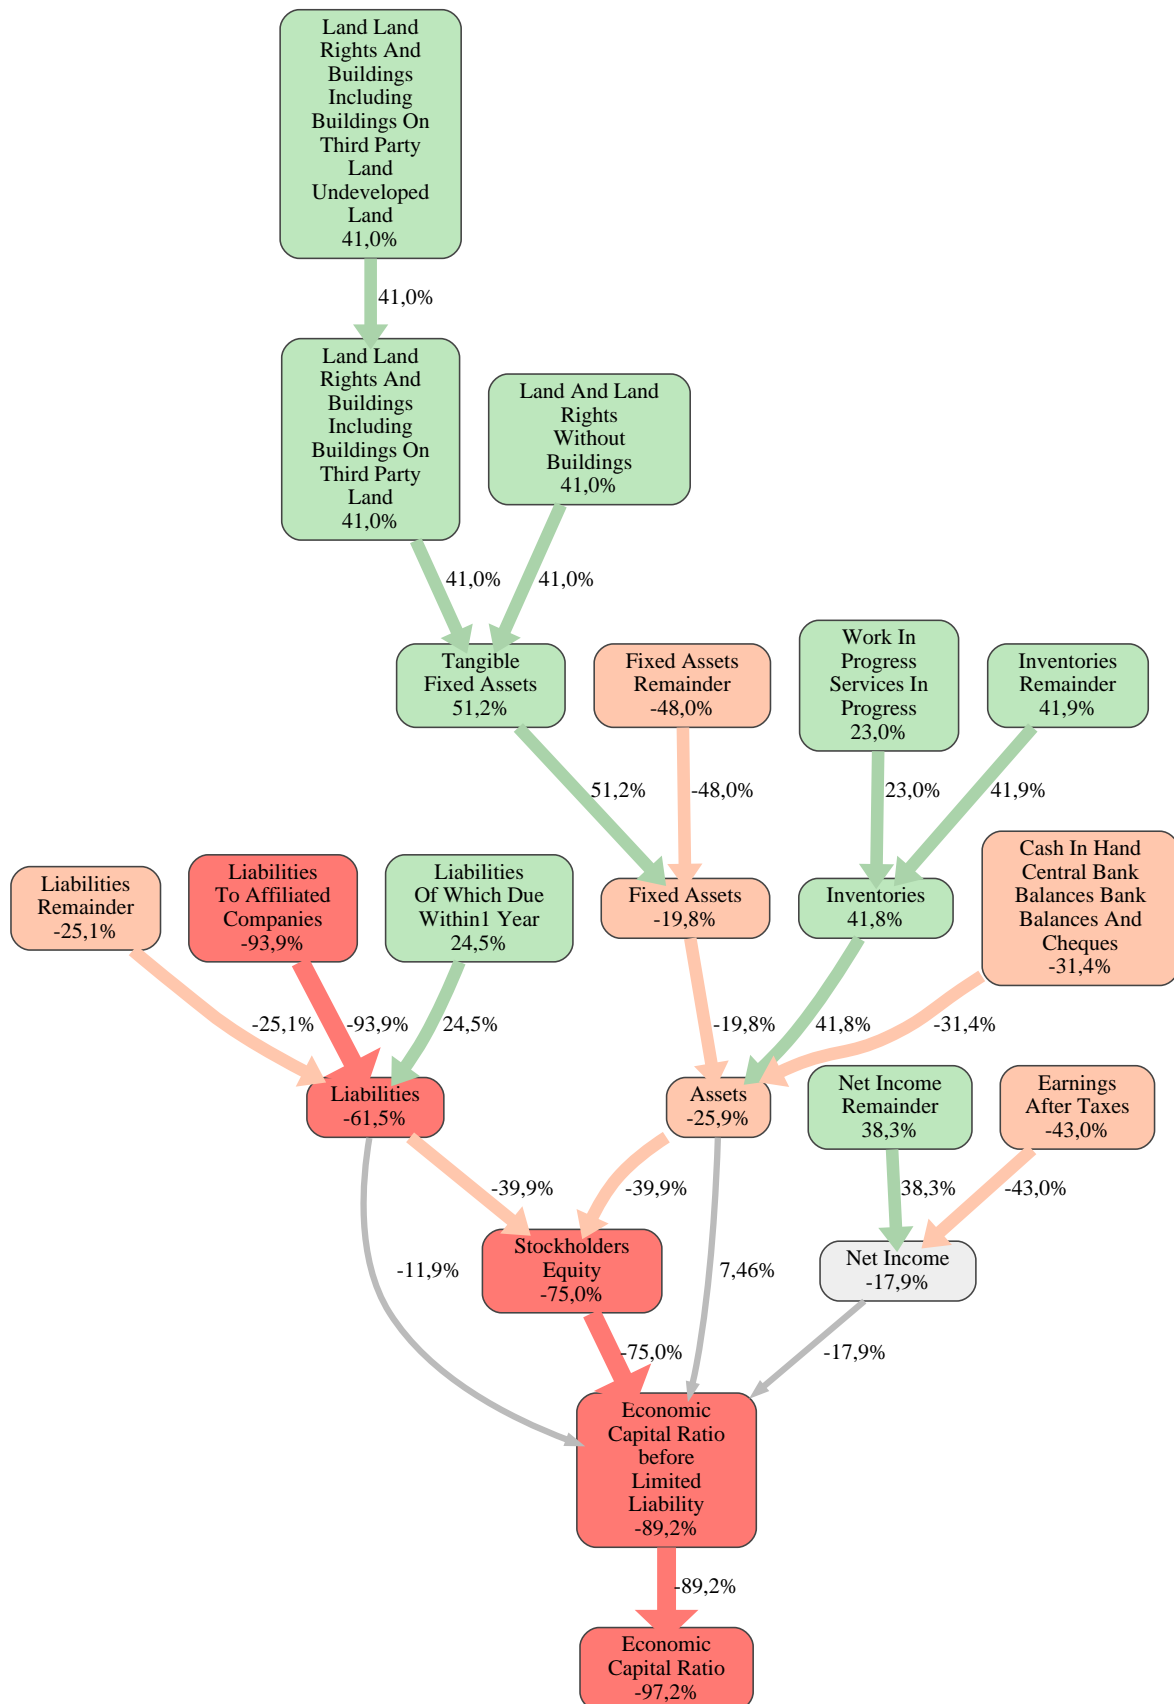 Land Land
Rights And
Buildings
Including
Buildings On
Third Party
Land
Undeveloped
Land
41,0%
41,0%
Land Land
Rights And
Buildings
Including
Buildings On
Third Party
Land
41,0%
Land And Land
Rights
Without
Buildings
41,0%
41,0%
41,0%
Tangible
Fixed Assets
51,2%
Fixed Assets
Remainder
-48,0%
Work In
Progress
Services In
Progress
23,0%
Inventories
Remainder
41,9%
51,2%
-48,0%
23,0%
41,9%
Liabilities
Remainder
-25,1%
Liabilities
To Affiliated
Companies
-93,9%
Liabilities
Of Which Due
Within1 Year
24,5%
Fixed Assets
-19,8%
Inventories
41,8%
Cash In Hand
Central Bank
Balances Bank
Balances And
Cheques
-31,4%
-25,1%
-93,9%
24,5%
-19,8%
41,8%
-31,4%
Liabilities
-61,5%
Assets
-25,9%
Net Income
Remainder
38,3%
Earnings
After Taxes
-43,0%
-39,9%
-39,9%
38,3%
-43,0%
-11,9%
Stockholders
Equity
-75,0%
7,46%
Net Income
-17,9%
-75,0%
-17,9%
Economic
Capital Ratio
before
Limited
Liability
-89,2%
-89,2%
Economic
Capital Ratio
-97,2%